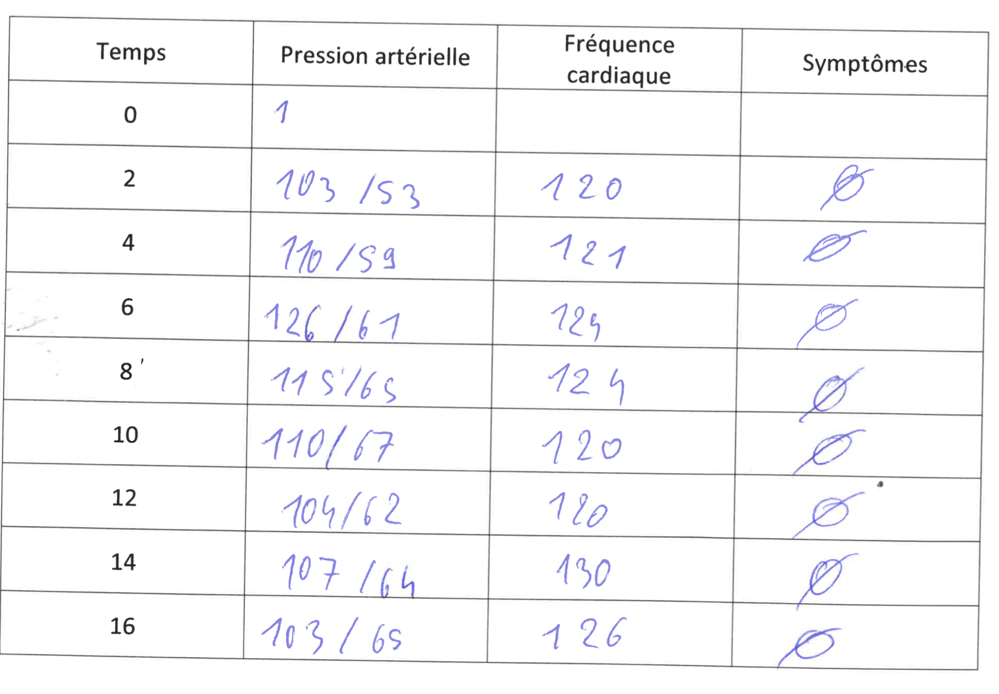 Temps Pression artérielle Fréquence cardiaque Symptômes
0 1
2 103 /53 120 Ø
4 110 /59 121 Ø
6 126 /61 124 Ø
8 115/65 124 Ø
10 110/67 120 Ø
12 104/62 120 Ø
14 107 /64 130 Ø
16 103 / 65 126 Ø